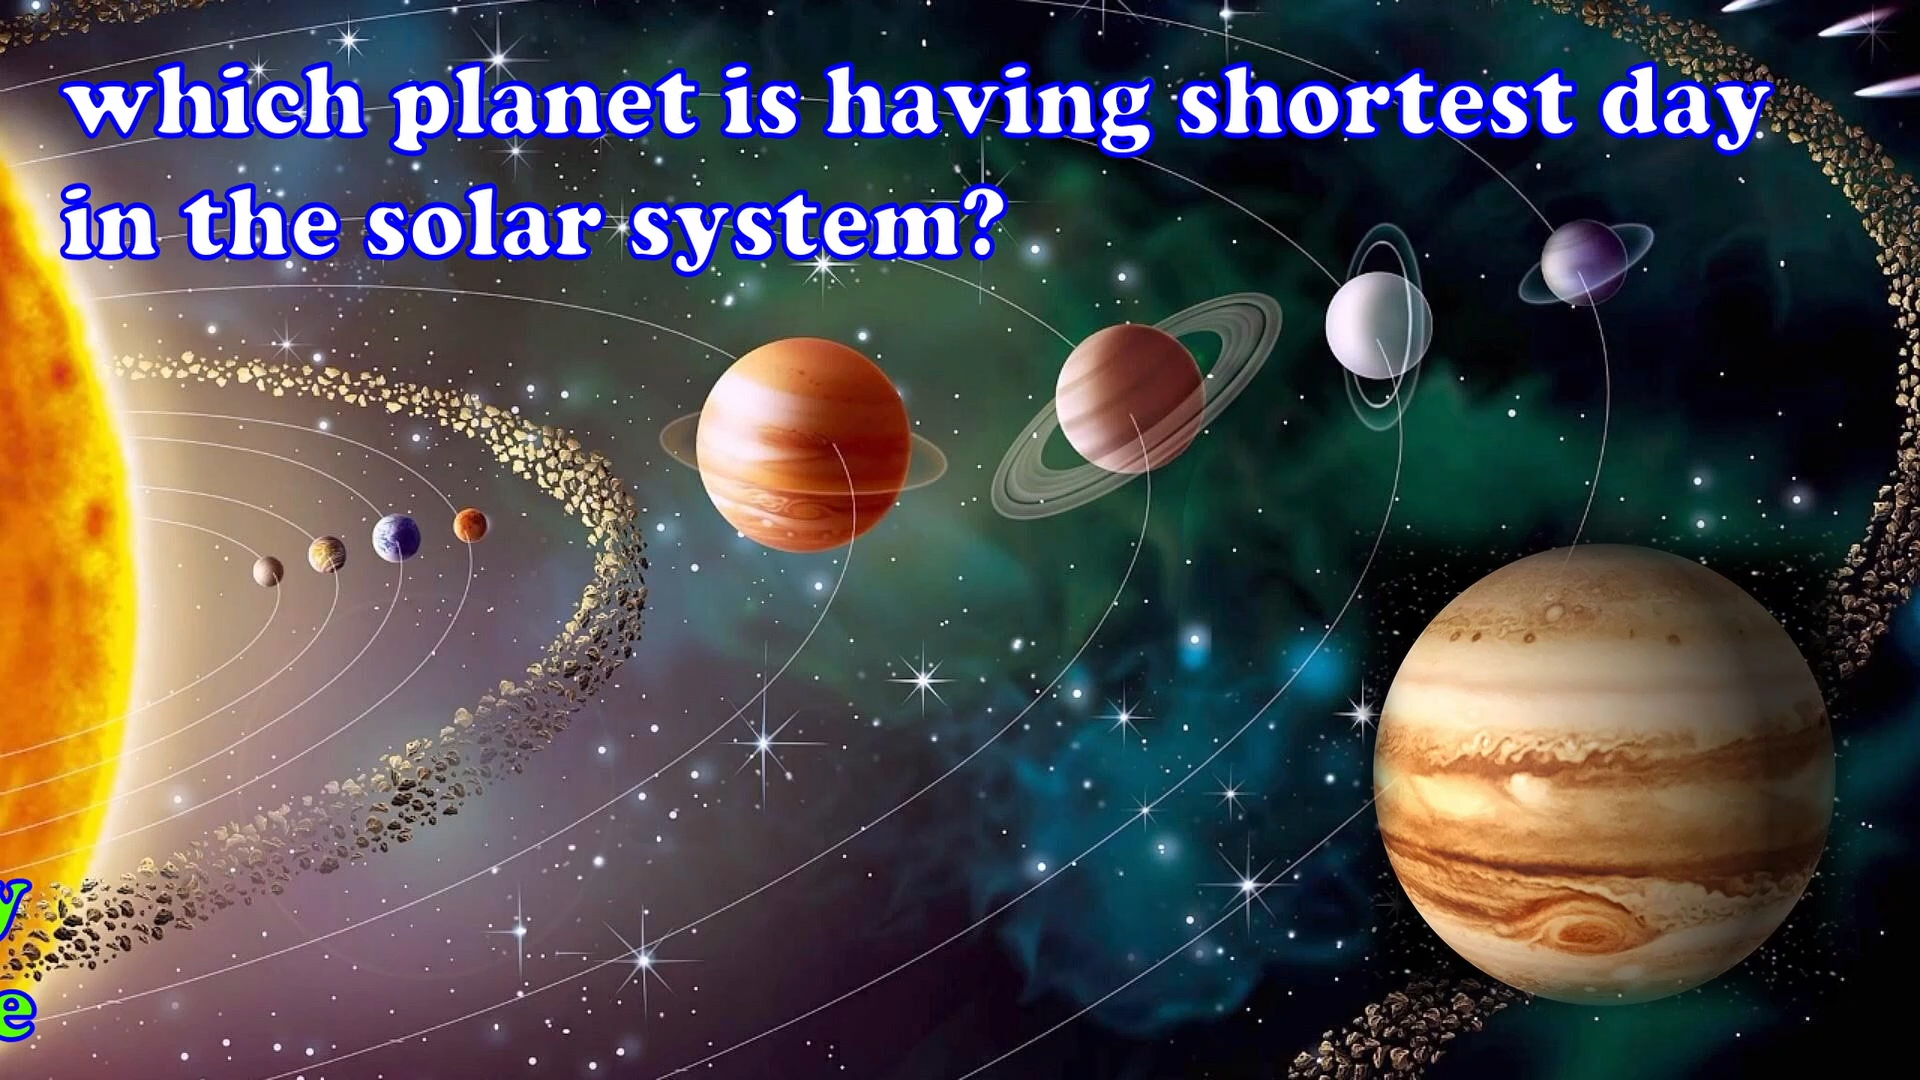 which planet is having shortest day
in the solar system?
y
e